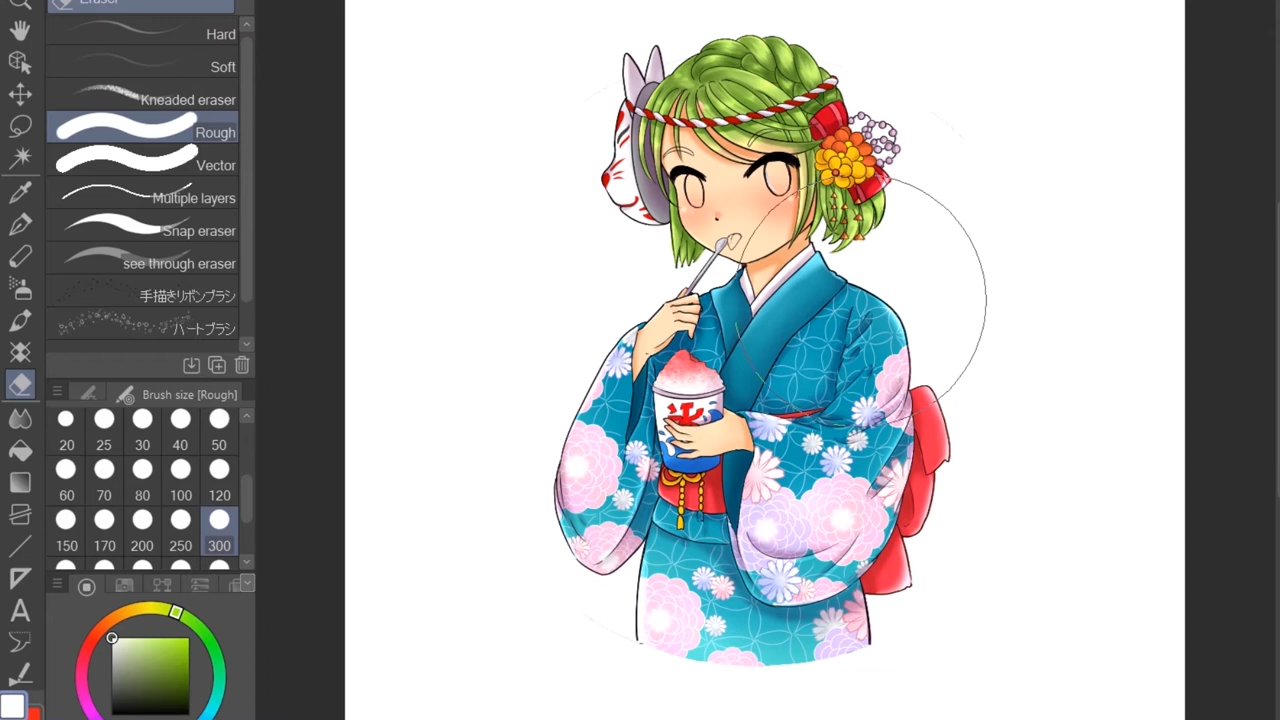 Eraser
Hard
Soft
Kneaded eraser
Rough
Vector
Multiple layers
Snap eraser
see through eraser
手描きリボンブラシ
ハートブラシ
Brush size [Rough]
20 25 30 40 50
60 70 80 100 120
150 170 200 250 300
氷
A